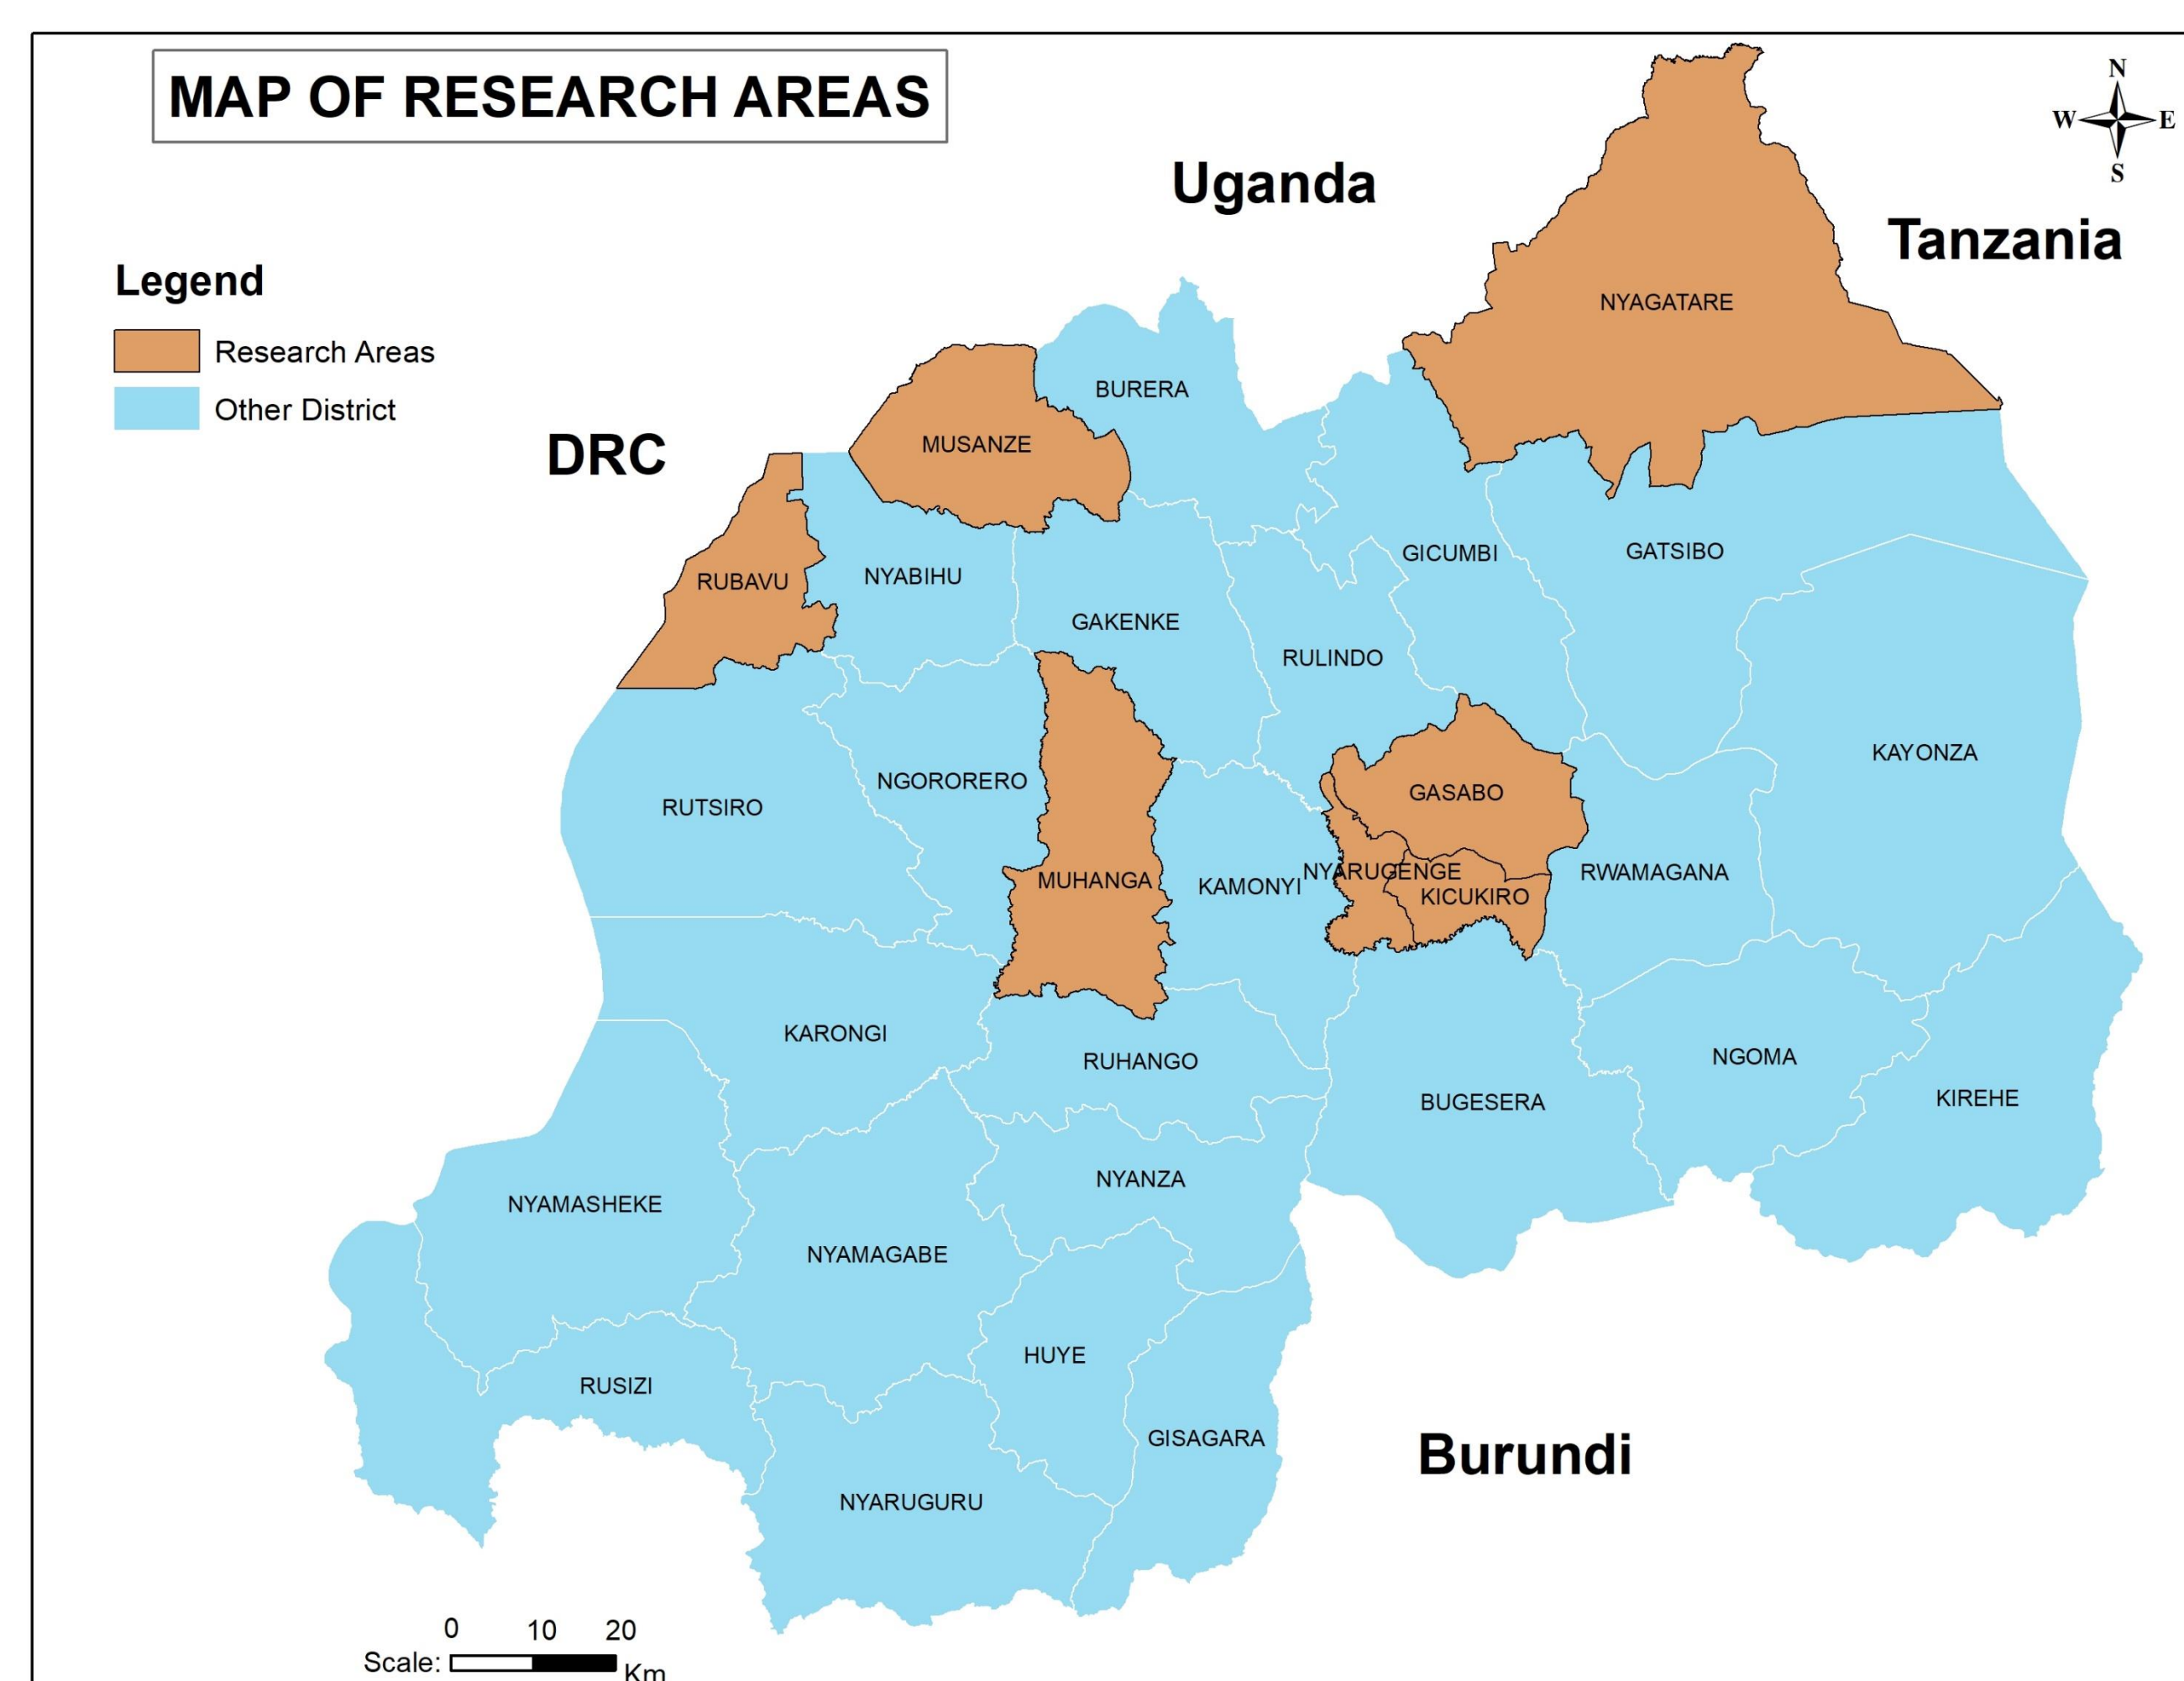 MAP OF RESEARCH AREAS
N
W E
S
Uganda
Tanzania
Legend
Research Areas
Other District
DRC
NYAGATARE
BURERA
MUSANZE
RUBAVU
NYABIHU
GICUMBI
GATSIBO
GAKENKE
RULINDO
KAYONZA
NGORORERO
RUTSIRO
GASABO
MUHANGA
KAMONYI
NYARUGENGE
KICUKIRO
RWAMAGANA
KARONGI
RUHANGO
NGOMA
BUGESERA
KIREHE
NYANZA
NYAMASHEKE
NYAMAGABE
HUYE
RUSIZI
GISAGARA
Burundi
NYARUGURU
0 10 20
Scale: Km